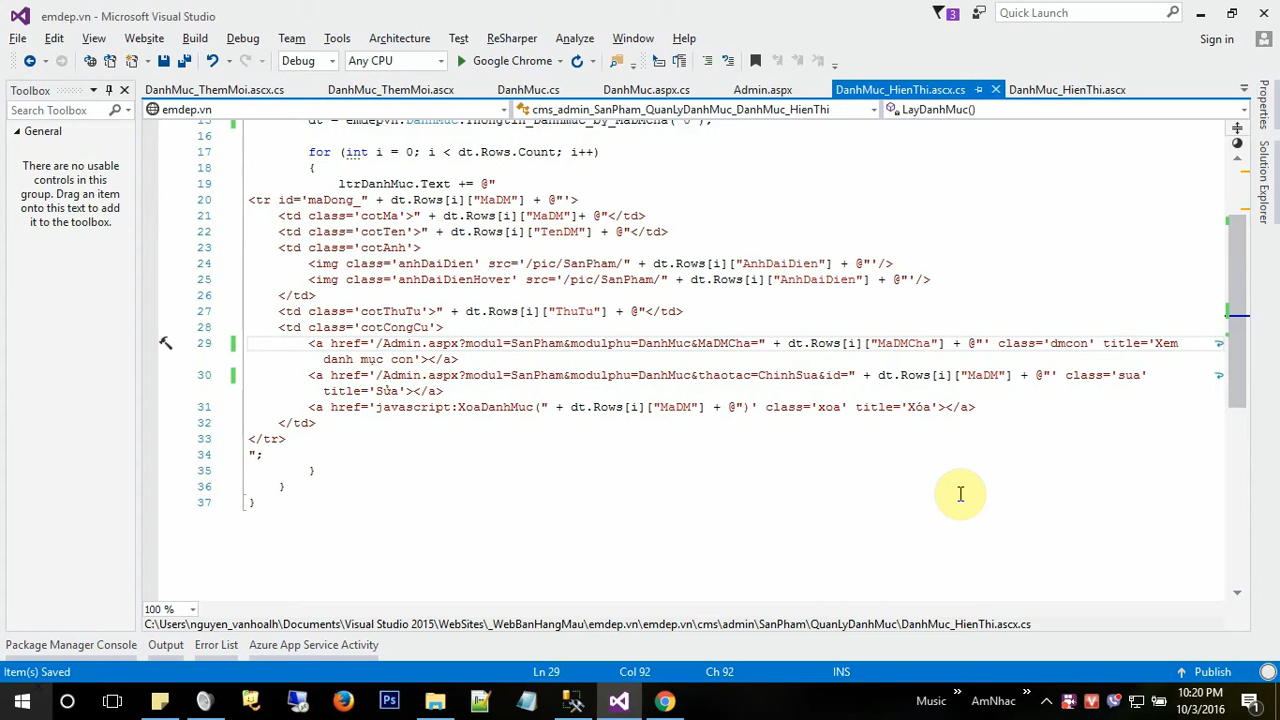 emdep.vn - Microsoft Visual Studio
3
Quick Launch
File Edit View Website Build Debug Team Tools Architecture Test ReSharper Analyze Window Help
Sign in
Debug Any CPU Google Chrome
Toolbox
DanhMuc_ThemMoi.ascx.cs DanhMuc_ThemMoi.ascx DanhMuc.cs DanhMuc.aspx.cs Admin.aspx DanhMuc_HienThi.ascx.cs DanhMuc_HienThi.ascx
Search Toolbox
emdep.vn cms_admin_SanPham_QuanLyDanhMuc_DanhMuc_HienThi LayDanhMuc()
General
There are no usable
controls in this
group. Drag an item
onto this text to add
it to the toolbox.
Properties
Solution Explorer
15 dt = emdepvn.DanhMuc.Thongtin_Danhmuc_by_MaDMCha("0");
16
17 for (int i = 0; i < dt.Rows.Count; i++)
18 {
19 ltrDanhMuc.Text += @"
20 <tr id='maDong_" + dt.Rows[i]["MaDM"] + @"'>
21 <td class='cotMa'>" + dt.Rows[i]["MaDM"]+ @"</td>
22 <td class='cotTen'>" + dt.Rows[i]["TenDM"] + @"</td>
23 <td class='cotAnh'>
24 <img class='anhDaiDien' src='/pic/SanPham/" + dt.Rows[i]["AnhDaiDien"] + @"'/>
25 <img class='anhDaiDienHover' src='/pic/SanPham/" + dt.Rows[i]["AnhDaiDien"] + @"'/>
26 </td>
27 <td class='cotThuTu'>" + dt.Rows[i]["ThuTu"] + @"</td>
28 <td class='cotCongCu'>
29 <a href='/Admin.aspx?modul=SanPham&modulphu=DanhMuc&MaDMCha=" + dt.Rows[i]["MaDMCha"] + @"' class='dmcon' title='Xem
danh mục con'></a>
30 <a href='/Admin.aspx?modul=SanPham&modulphu=DanhMuc&thaotac=ChinhSua&id=" + dt.Rows[i]["MaDM"] + @"' class='sua'
title='Sửa'></a>
31 <a href='javascript:XoaDanhMuc(" + dt.Rows[i]["MaDM"] + @")' class='xoa' title='Xóa'></a>
32 </td>
33 </tr>
34 ";
35 }
36 }
37 }
100 %
C:\Users\nguyen_vanhoalh\Documents\Visual Studio 2015\WebSites\_WebBanHangMau\emdep.vn\emdep.vn\cms\admin\SanPham\QuanLyDanhMuc\DanhMuc_HienThi.ascx.cs
Package Manager Console Output Error List Azure App Service Activity
Item(s) Saved Ln 29 Col 92 Ch 92 INS Publish
Ps Music AmNhac 10:20 PM
10/3/2016